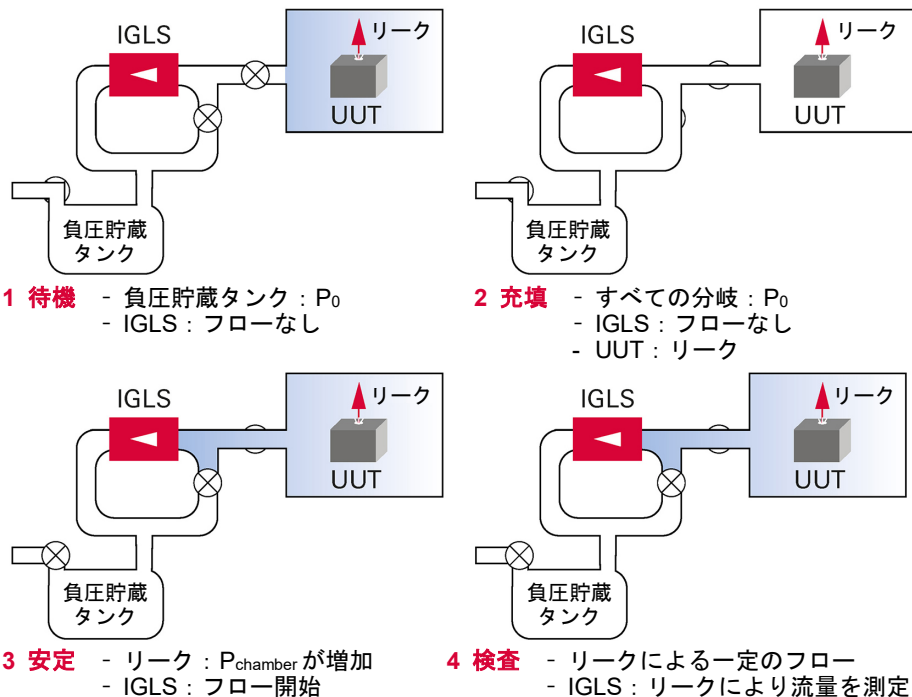 IGLS
リーク
UUT
負圧貯蔵
タンク
1 待機 - 負圧貯蔵タンク：P0
- IGLS：フローなし
IGLS
リーク
UUT
負圧貯蔵
タンク
2 充填 - すべての分岐：P0
- IGLS：フローなし
- UUT：リーク
IGLS
リーク
UUT
負圧貯蔵
タンク
3 安定 - リーク：Pchamber が増加
- IGLS：フロー開始
IGLS
リーク
UUT
負圧貯蔵
タンク
4 検査 - リークによる一定のフロー
- IGLS：リークにより流量を測定